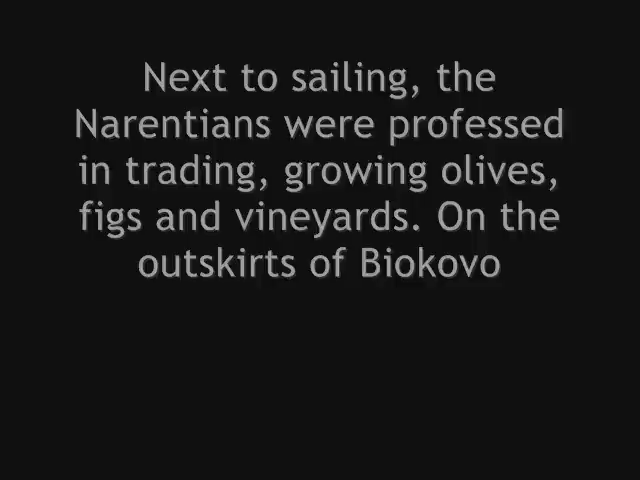 Next to sailing, the
Narentians were professed
in trading, growing olives,
figs and vineyards. On the
outskirts of Biokovo